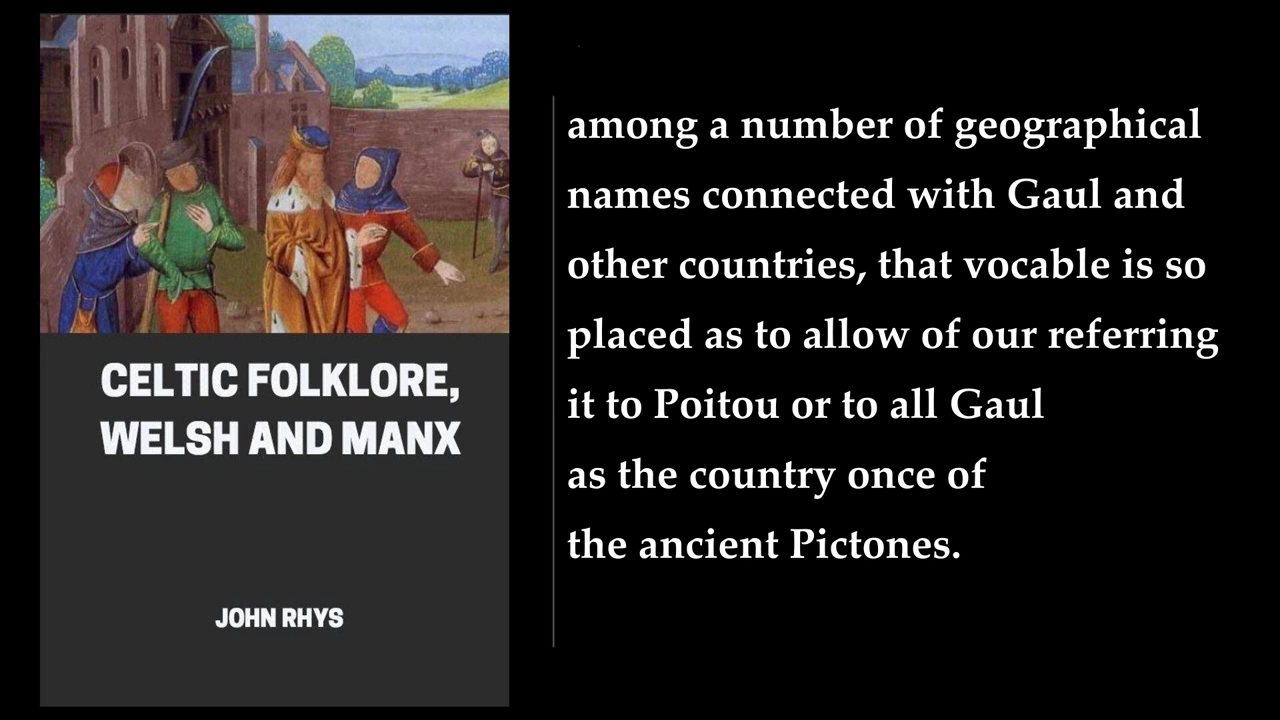 CELTIC FOLKLORE,
WELSH AND MANX
JOHN RHYS
among a number of geographical
names connected with Gaul and
other countries, that vocable is so
placed as to allow of our referring
it to Poitou or to all Gaul
as the country once of
the ancient Pictones.